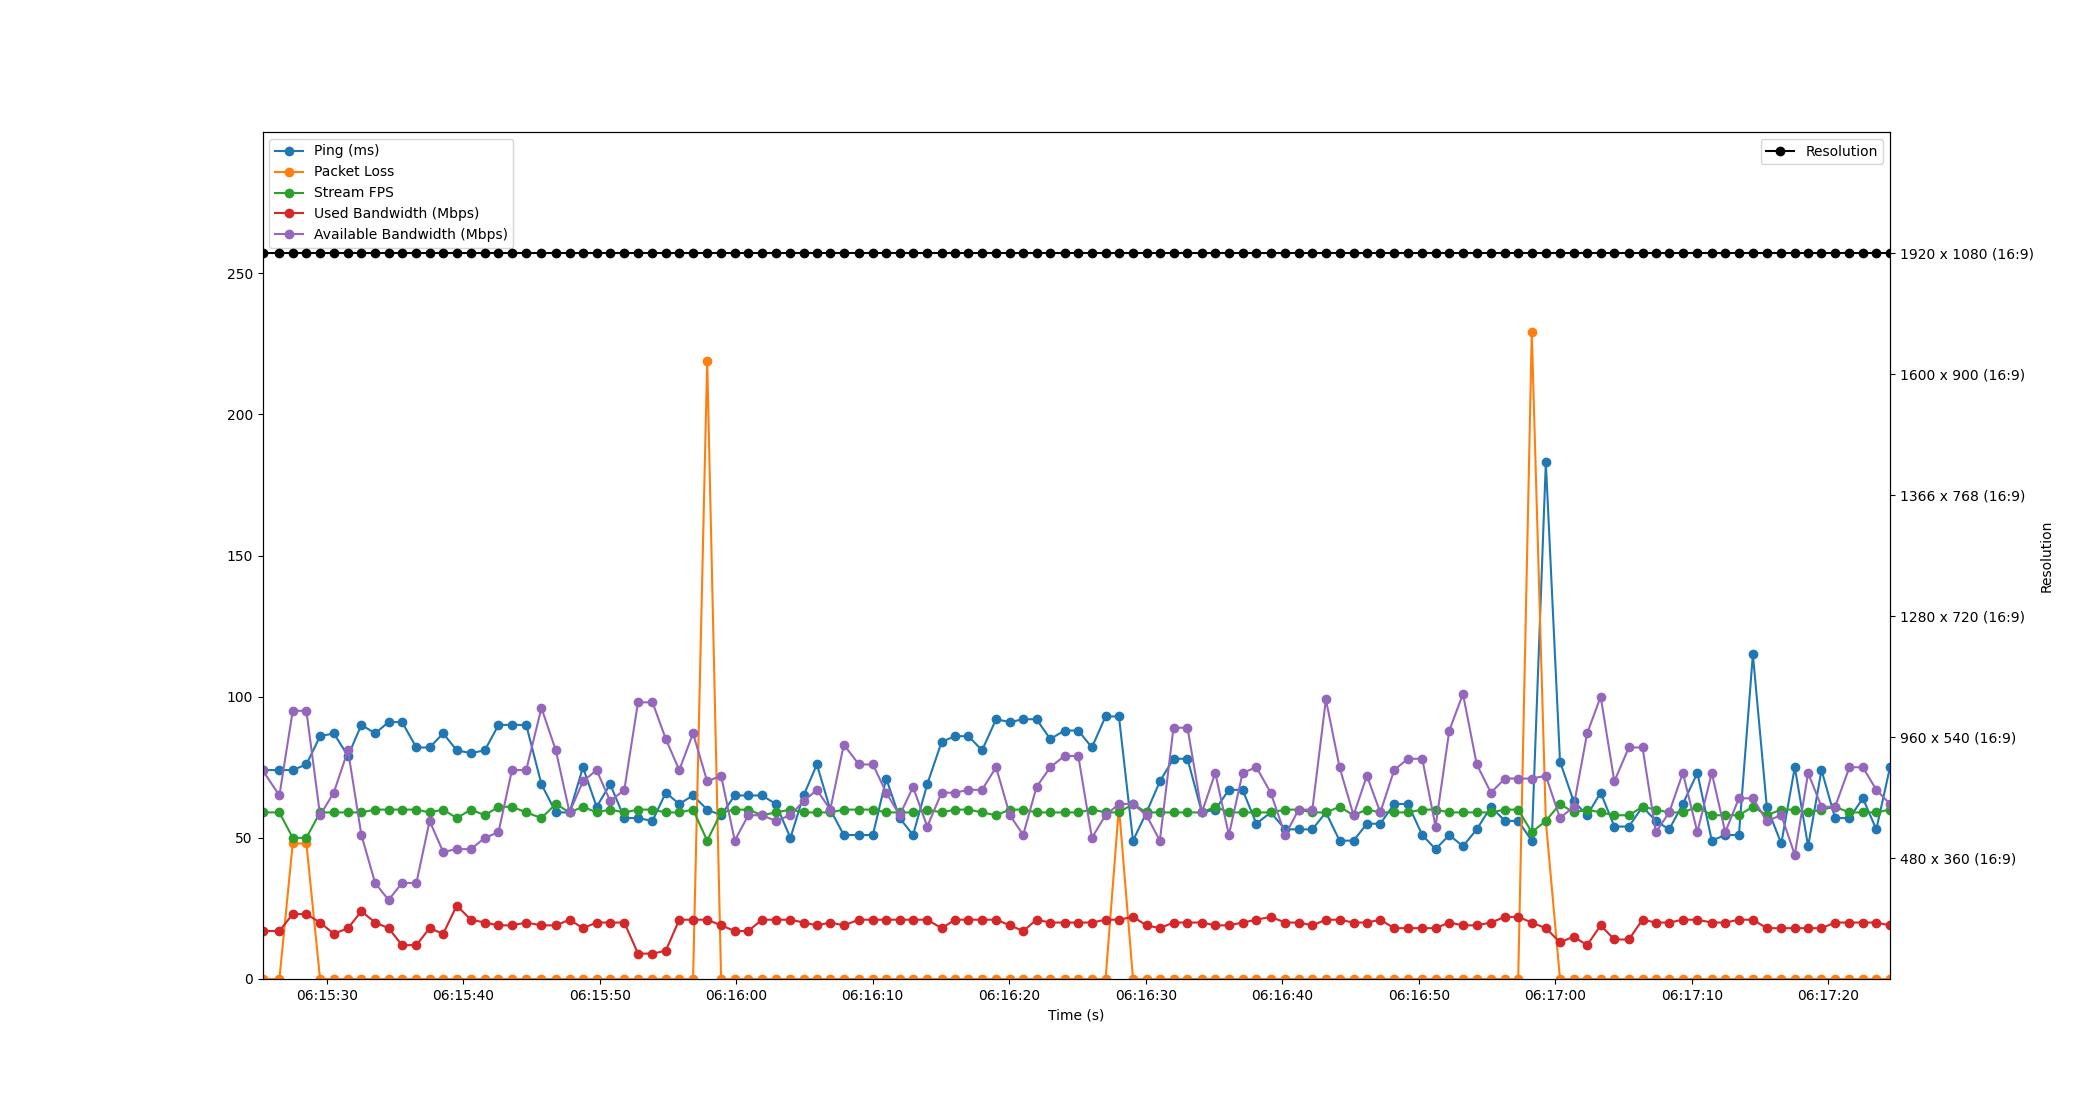 Ping (ms)
Packet Loss
Stream FPS
Used Bandwidth (Mbps)
Available Bandwidth (Mbps)
Resolution
250
200
150
100
50
0
1920 x 1080 (16:9)
1600 x 900 (16:9)
1366 x 768 (16:9)
1280 x 720 (16:9)
960 x 540 (16:9)
480 x 360 (16:9)
Resolution
06:15:30 06:15:40 06:15:50 06:16:00 06:16:10 06:16:20 06:16:30 06:16:40 06:16:50 06:17:00 06:17:10 06:17:20
Time (s)